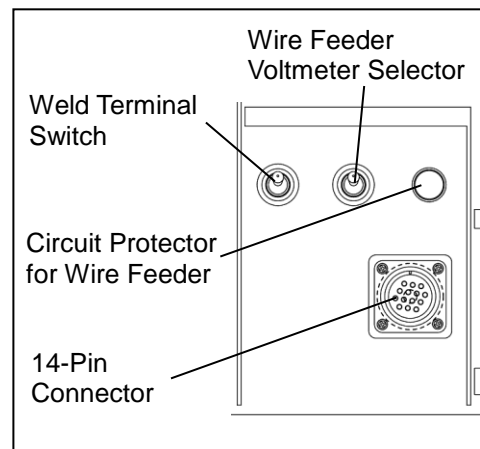 Wire Feeder
Voltmeter Selector
Weld Terminal
Switch
Circuit Protector
for Wire Feeder
14-Pin
Connector